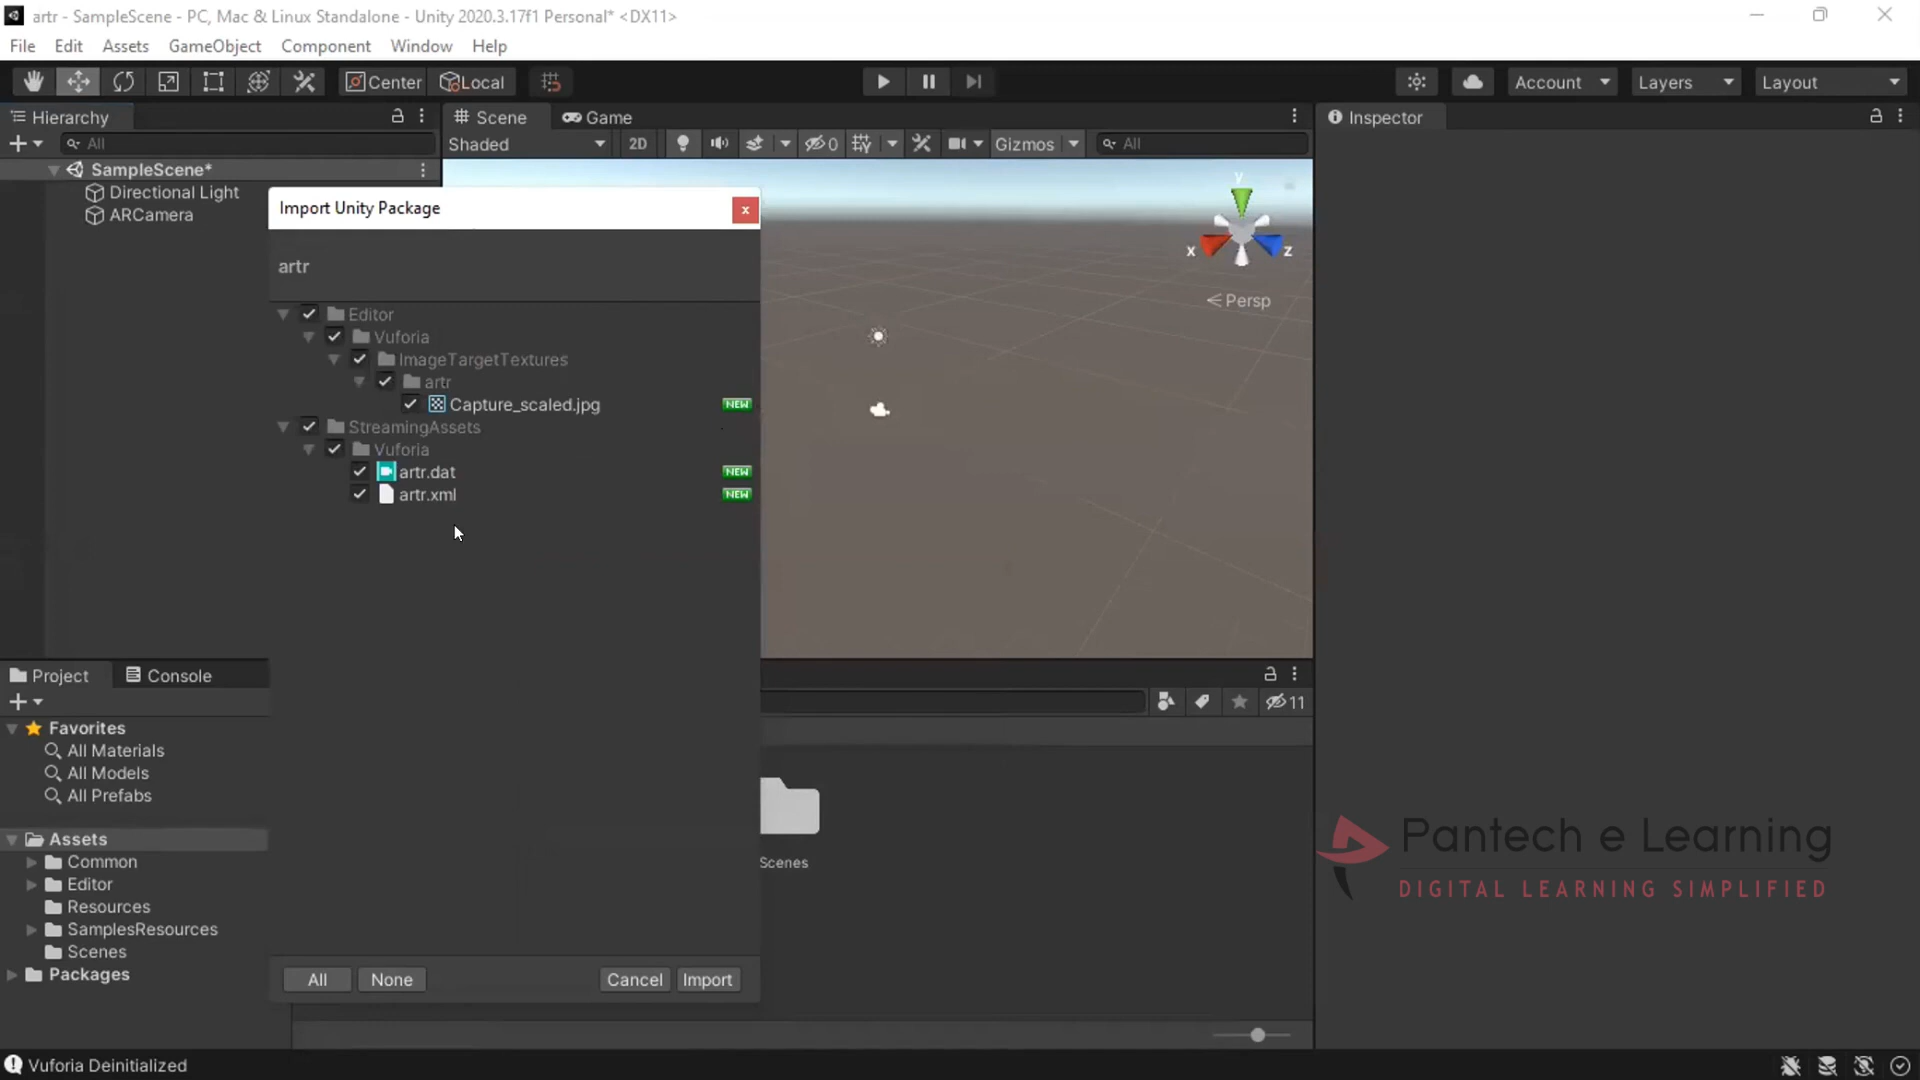 artr - SampleScene - PC, Mac & Linux Standalone - Unity 2020.3.17f1 Personal* <DX11>
File Edit Assets GameObject Component Window Help
Center Local Account Layers Layout
Hierarchy Scene Game Inspector
All Shaded 2D 0 Gizmos All
SampleScene*
Directional Light
ARCamera
Import Unity Package x
artr
Editor
Vuforia
ImageTargetTextures
artr
Capture_scaled.jpg NEW
StreamingAssets
Vuforia
artr.dat NEW
artr.xml NEW
All None Cancel Import
y
x z
Persp
Project Console
11
Favorites
All Materials
All Models
All Prefabs
Assets
Common
Editor
Resources
SamplesResources
Scenes
Packages
Scenes
Pantech e Learning
DIGITAL LEARNING SIMPLIFIED
Vuforia Deinitialized